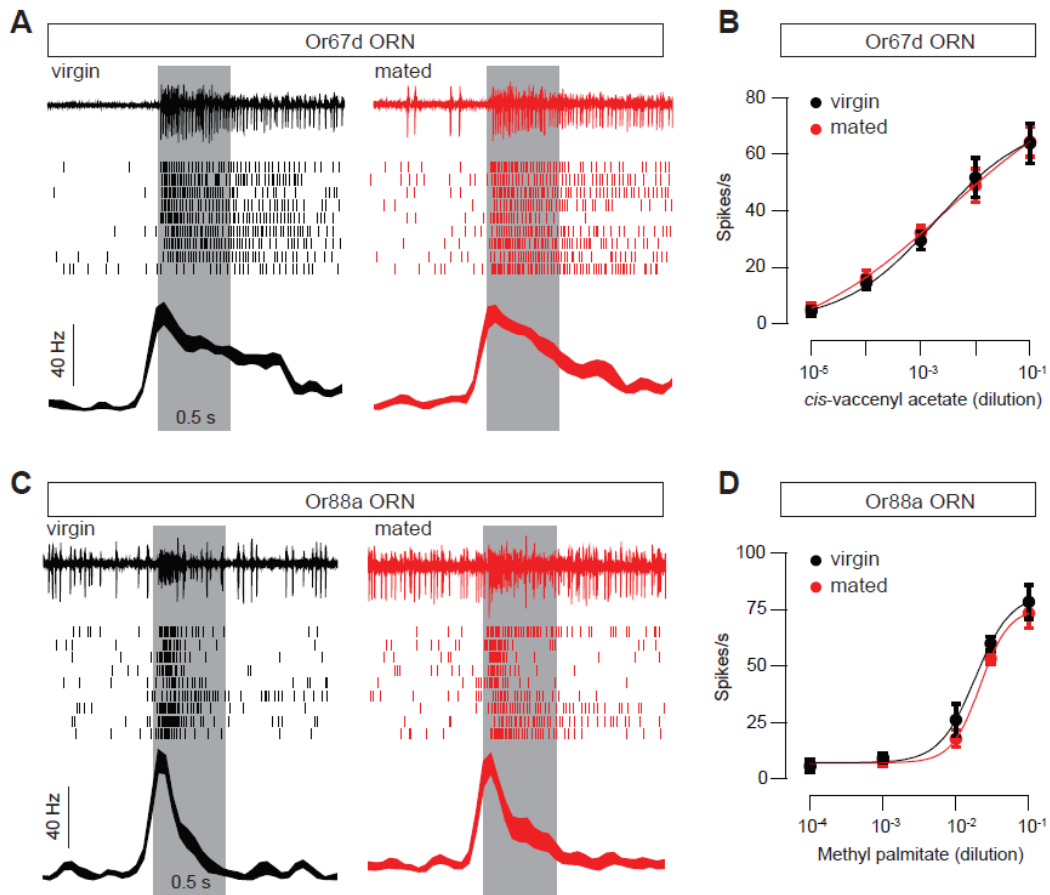 A
Or67d ORN
virgin
mated
40 Hz
0.5 s
B
Or67d ORN
virgin
mated
Spikes/s
80
60
40
20
0
10-5
10-3
10-1
cis-vaccenyl acetate (dilution)
C
Or88a ORN
virgin
mated
40 Hz
0.5 s
D
Or88a ORN
virgin
mated
Spikes/s
100
75
50
25
0
10-4
10-3
10-2
10-1
Methyl palmitate (dilution)